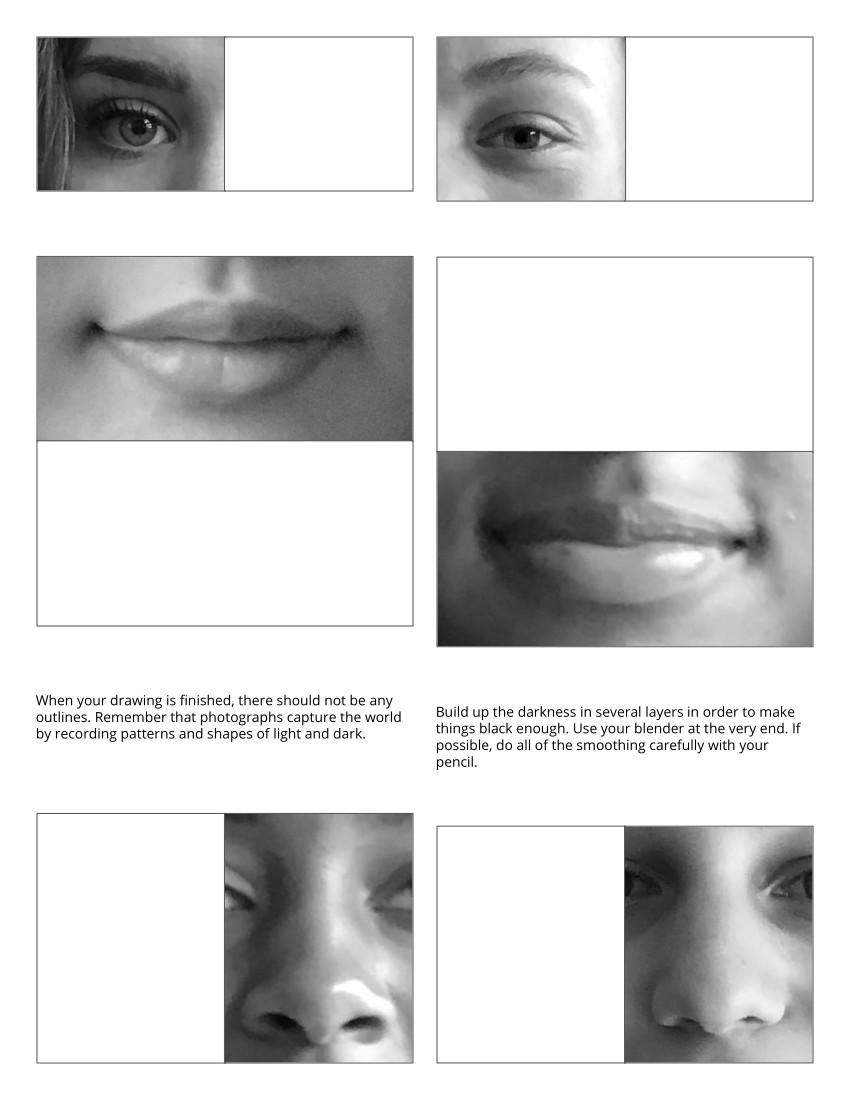 When your drawing is finished, there should not be any
outlines. Remember that photographs capture the world
by recording patterns and shapes of light and dark.
Build up the darkness in several layers in order to make
things black enough. Use your blender at the very end. If
possible, do all of the smoothing carefully with your
pencil.